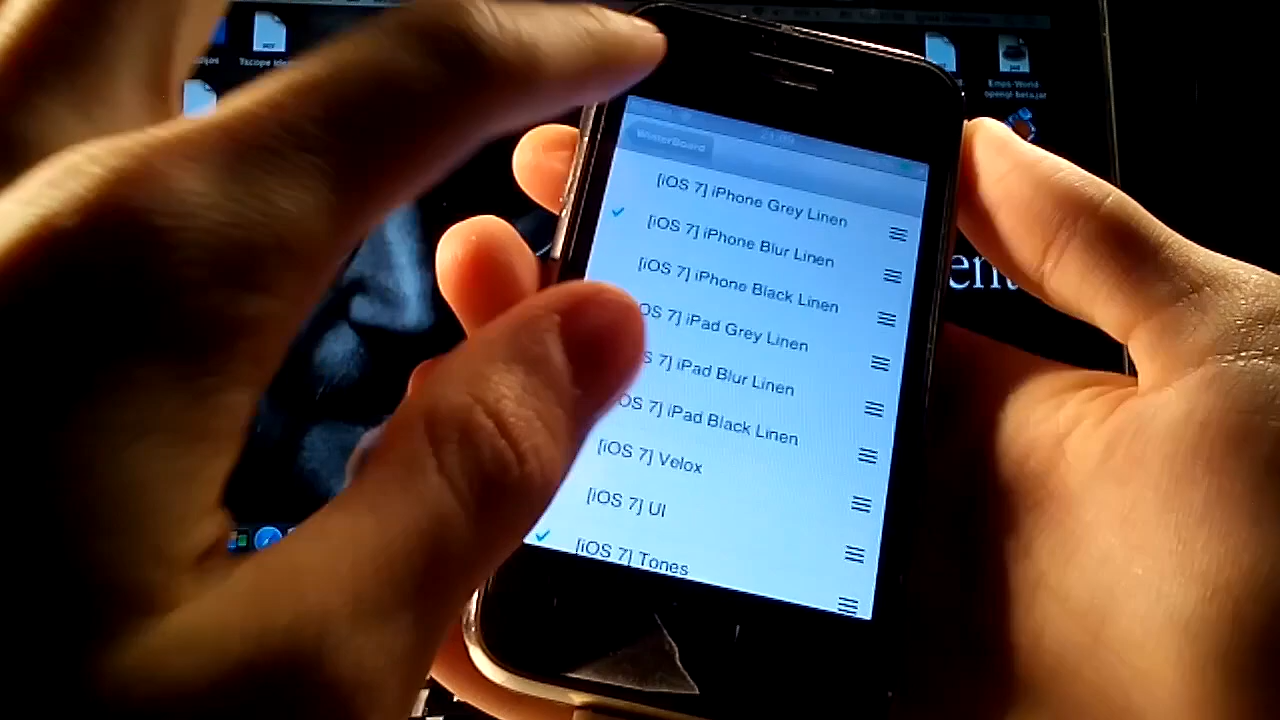 WinterBoard
[iOS 7] iPhone Grey Linen
[iOS 7] iPhone Blur Linen
[iOS 7] iPhone Black Linen
OS 7] iPad Grey Linen
S 7] iPad Blur Linen
OS 7] iPad Black Linen
[iOS 7] Velox
[iOS 7] UI
[iOS 7] Tones
ent